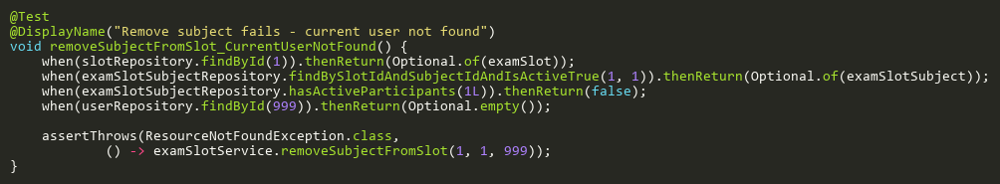 @Test
@DisplayName("Remove subject fails - current user not found")
void removeSubjectFromSlot_CurrentUserNotFound() {
    when(slotRepository.findById(1)).thenReturn(Optional.of(examSlot));
    when(examSlotSubjectRepository.findBySlotIdAndSubjectIdAndIsActiveTrue(1, 1)).thenReturn(Optional.of(examSlotSubject));
    when(examSlotSubjectRepository.hasActiveParticipants(1L)).thenReturn(false);
    when(userRepository.findById(999)).thenReturn(Optional.empty());

    assertThrows(ResourceNotFoundException.class,
            () -> examSlotService.removeSubjectFromSlot(1, 1, 999));
}